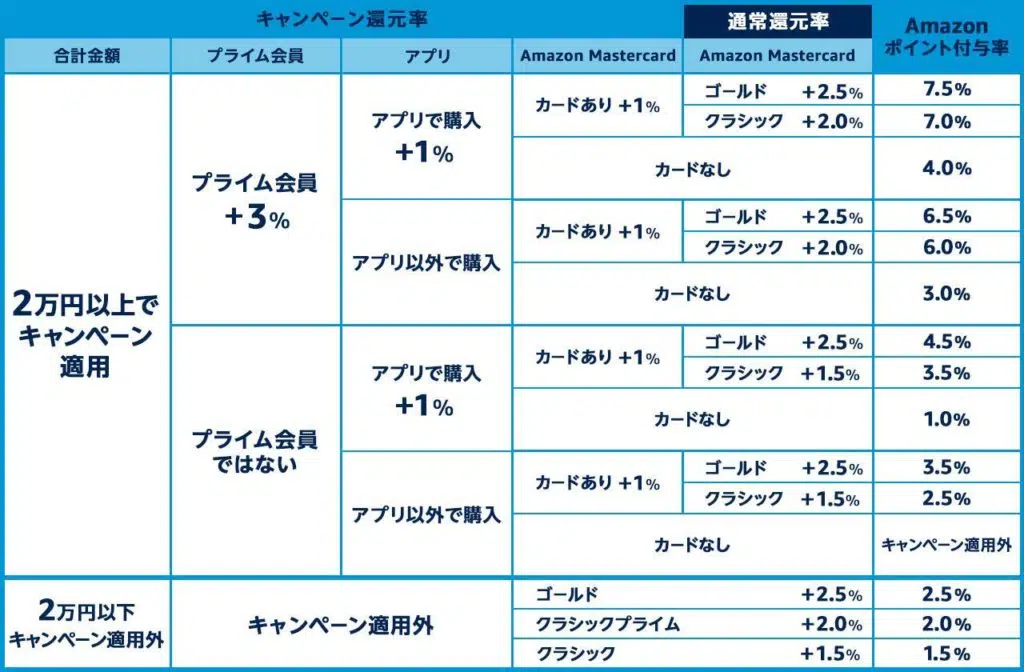 キャンペーン還元率
通常還元率
Amazon
ポイント付与率
合計金額
プライム会員
アプリ
Amazon Mastercard
Amazon Mastercard
2万円以上で
キャンペーン
適用
プライム会員
+3%
アプリで購入
+1%
カードあり +1%
ゴールド +2.5%
7.5%
クラシック +2.0%
7.0%
カードなし
4.0%
アプリ以外で購入
カードあり +1%
ゴールド +2.5%
6.5%
クラシック +2.0%
6.0%
カードなし
3.0%
プライム会員
ではない
アプリで購入
+1%
カードあり +1%
ゴールド +2.5%
4.5%
クラシック +1.5%
3.5%
カードなし
1.0%
アプリ以外で購入
カードあり +1%
ゴールド +2.5%
3.5%
クラシック +1.5%
2.5%
カードなし
キャンペーン適用外
2万円以下
キャンペーン適用外
キャンペーン適用外
ゴールド +2.5%
2.5%
クラシックプライム +2.0%
2.0%
クラシック +1.5%
1.5%